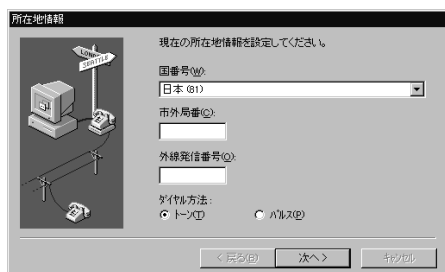 所在地情報
LONDON
SEATTLE
現在の所在地情報を設定してください。
国番号(W):
日本 (81)
市外局番(C):
外線発信番号(O):
ダイヤル方法:
トーン(T) パルス(P)
< 戻る(B) 次へ > キャンセル